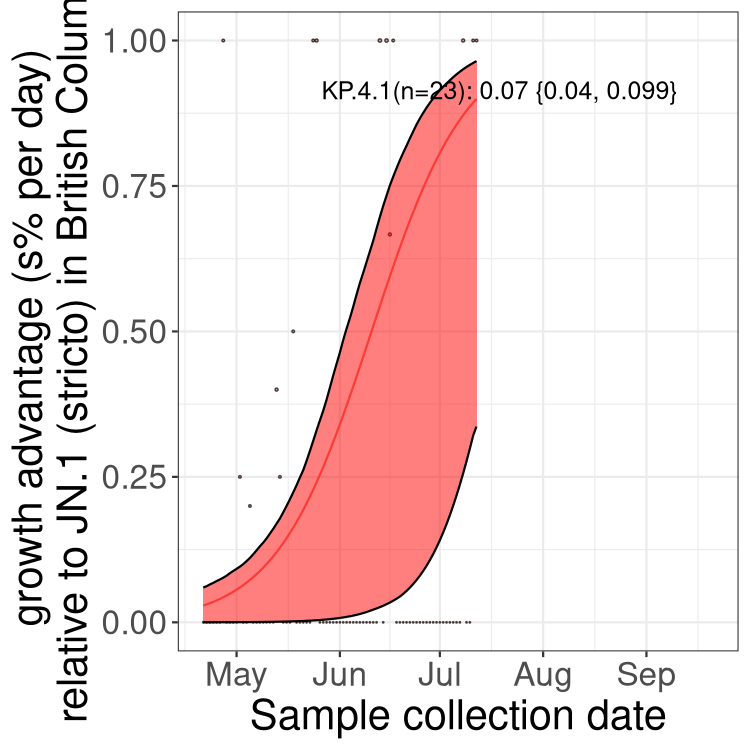 growth advantage (s% per day)
relative to JN.1 (stricto) in British Colum
1.00
0.75
0.50
0.25
0.00
KP.4.1(n=23): 0.07 {0.04, 0.099}
May Jun Jul Aug Sep
Sample collection date